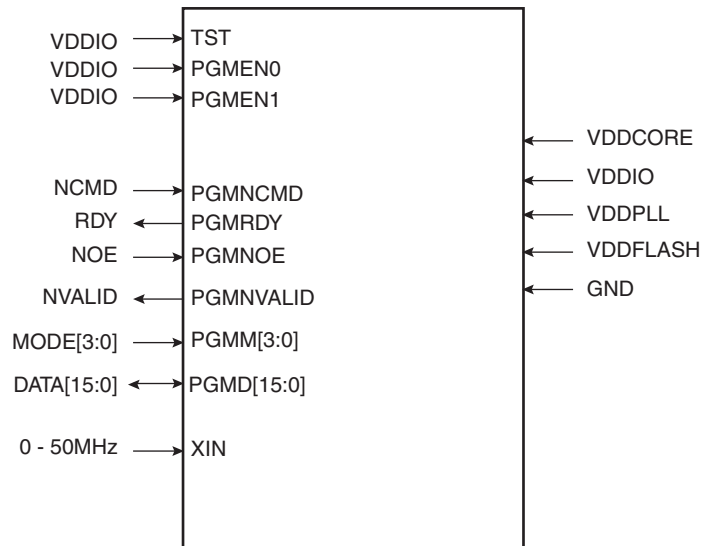 VDDIO TST
VDDIO PGMEN0
VDDIO PGMEN1
VDDCORE
VDDIO
NCMD PGMNCMD
RDY PGMRDY
VDDPLL
NOE PGMNOE
VDDFLASH
NVALID PGMNVALID
GND
MODE[3:0] PGMM[3:0]
DATA[15:0] PGMD[15:0]
0 - 50MHz XIN